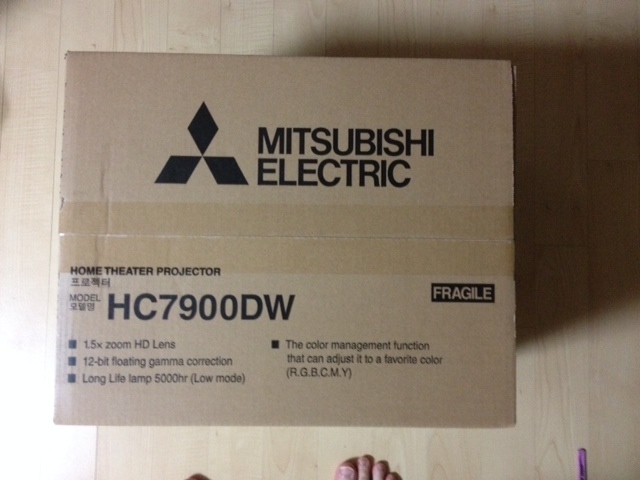 MITSUBISHI
ELECTRIC
HOME THEATER PROJECTOR
프로젝터
MODEL
모델명
HC7900DW
FRAGILE
■ 1.5x zoom HD Lens
■ 12-bit floating gamma correction
■ Long Life lamp 5000hr (Low mode)
■ The color management function
that can adjust it to a favorite color
(R.G.B.C.M.Y)